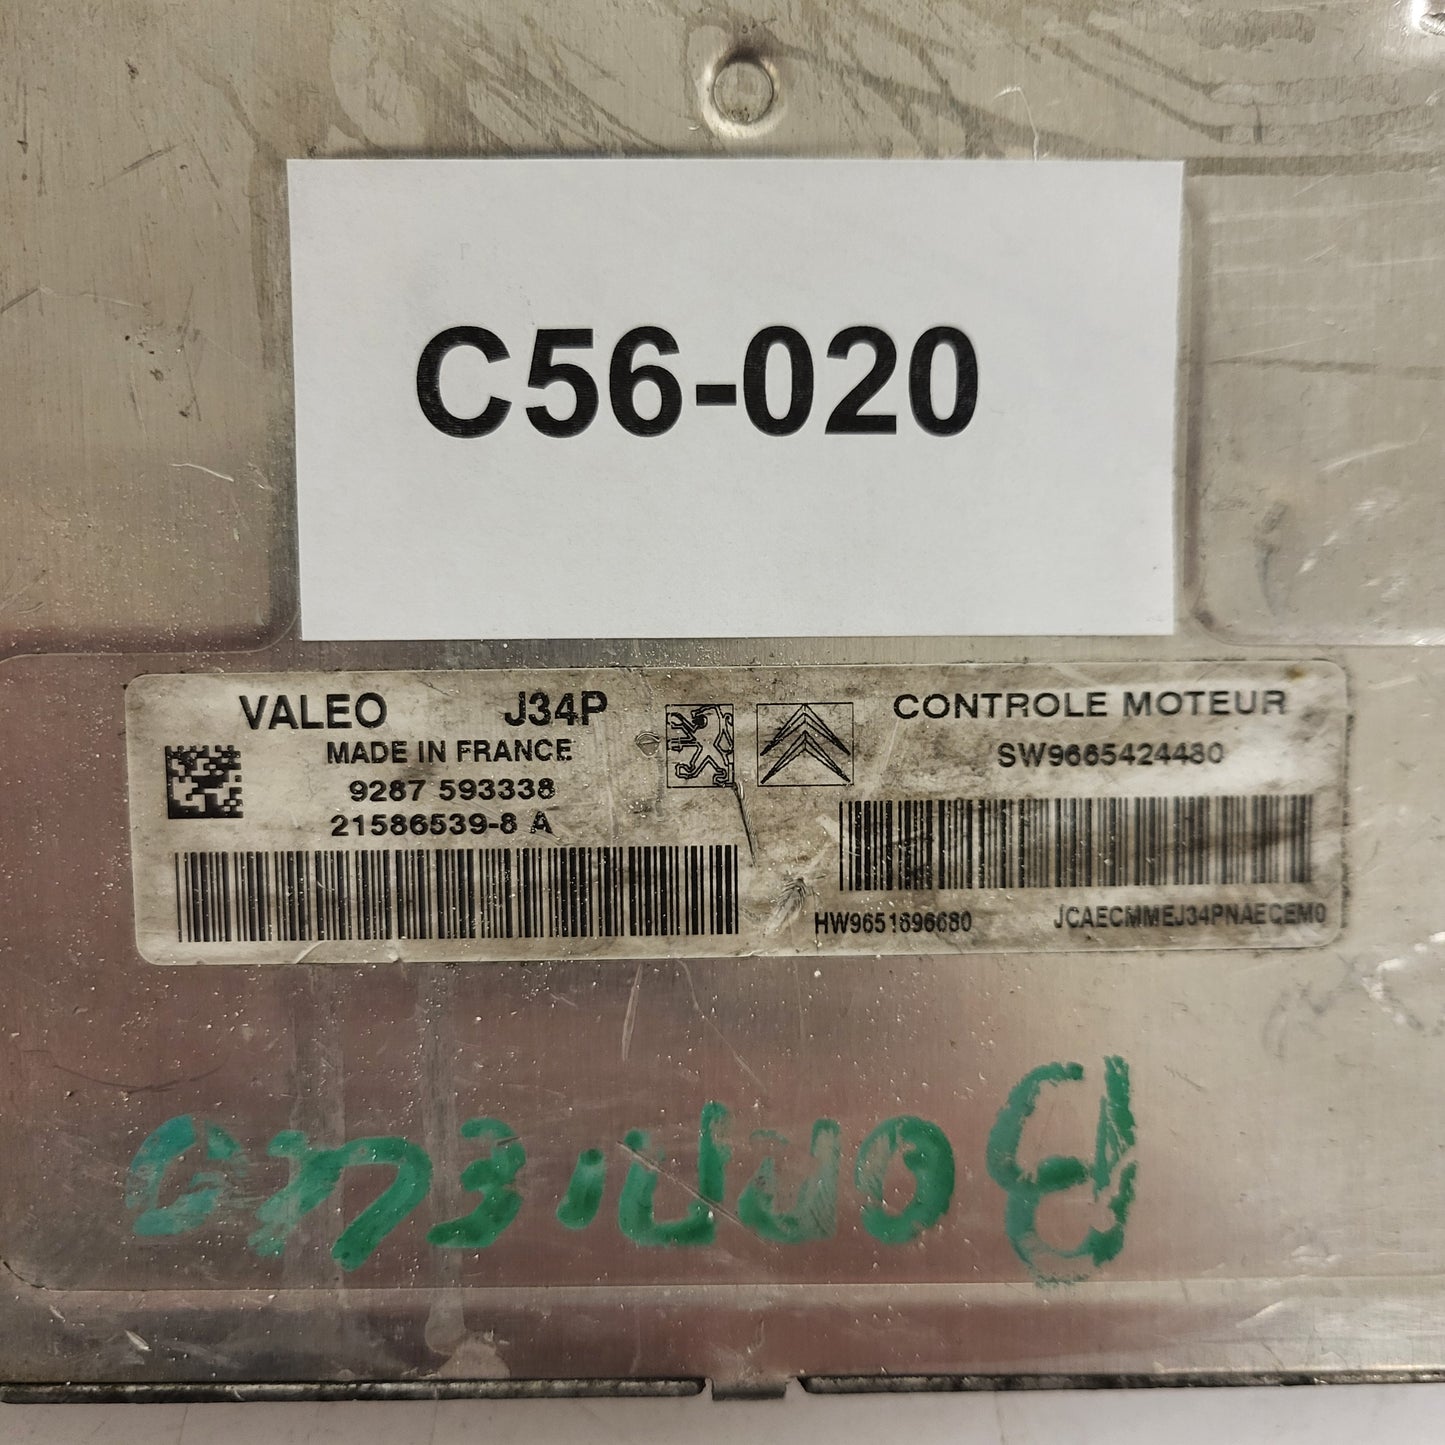 C56-020
VALEO J34P
MADE IN FRANCE
9287 593338
21586539-8 A
CONTROLE MOTEUR
SW9665424480
HW9651696680 JCAECMMEJ34PNAECEM0